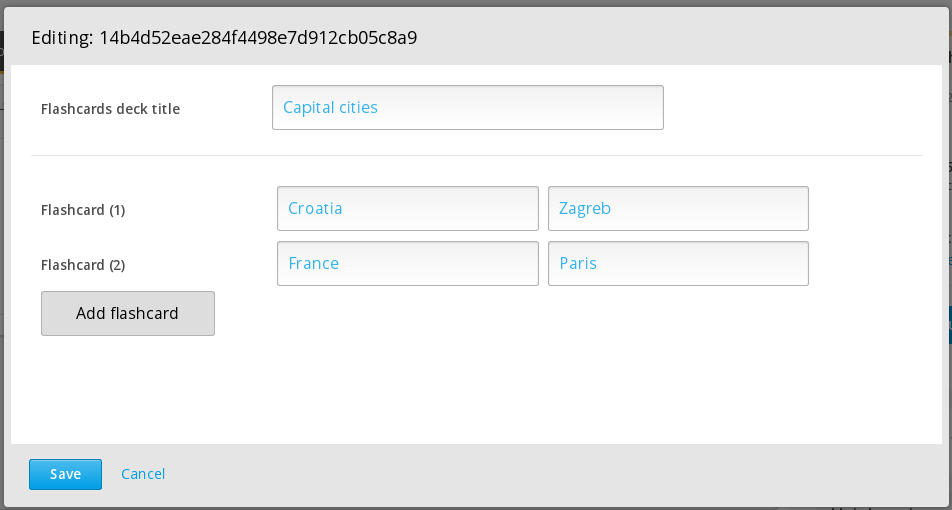 Editing: 14b4d52eae284f4498e7d912cb05c8a9
Flashcards deck title Capital cities
Flashcard (1) Croatia Zagreb
Flashcard (2) France Paris
Add flashcard
Save Cancel